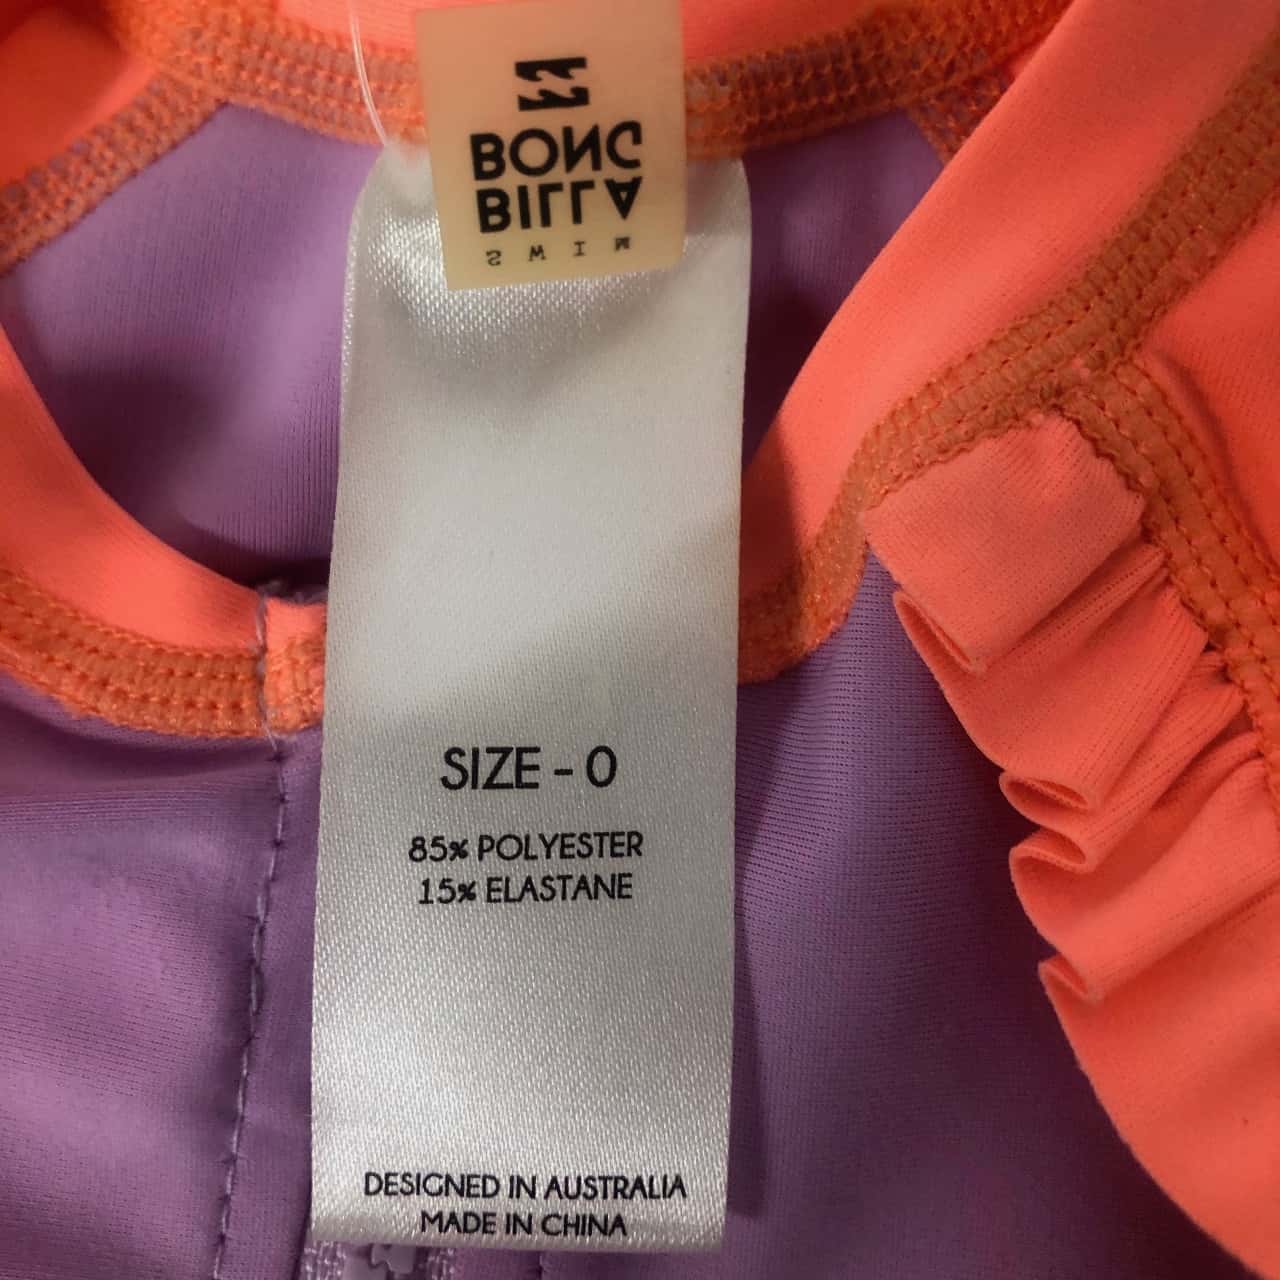 BONG
BILLA
SWIM
SIZE - 0
85% POLYESTER
15% ELASTANE
DESIGNED IN AUSTRALIA
MADE IN CHINA